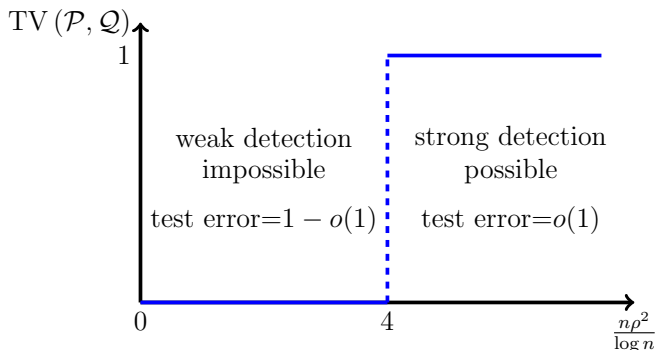 TV (𝒫, 𝒬)
1
weak detection
impossible
test error=1 − o(1)
strong detection
possible
test error=o(1)
0
4
nρ²
log n